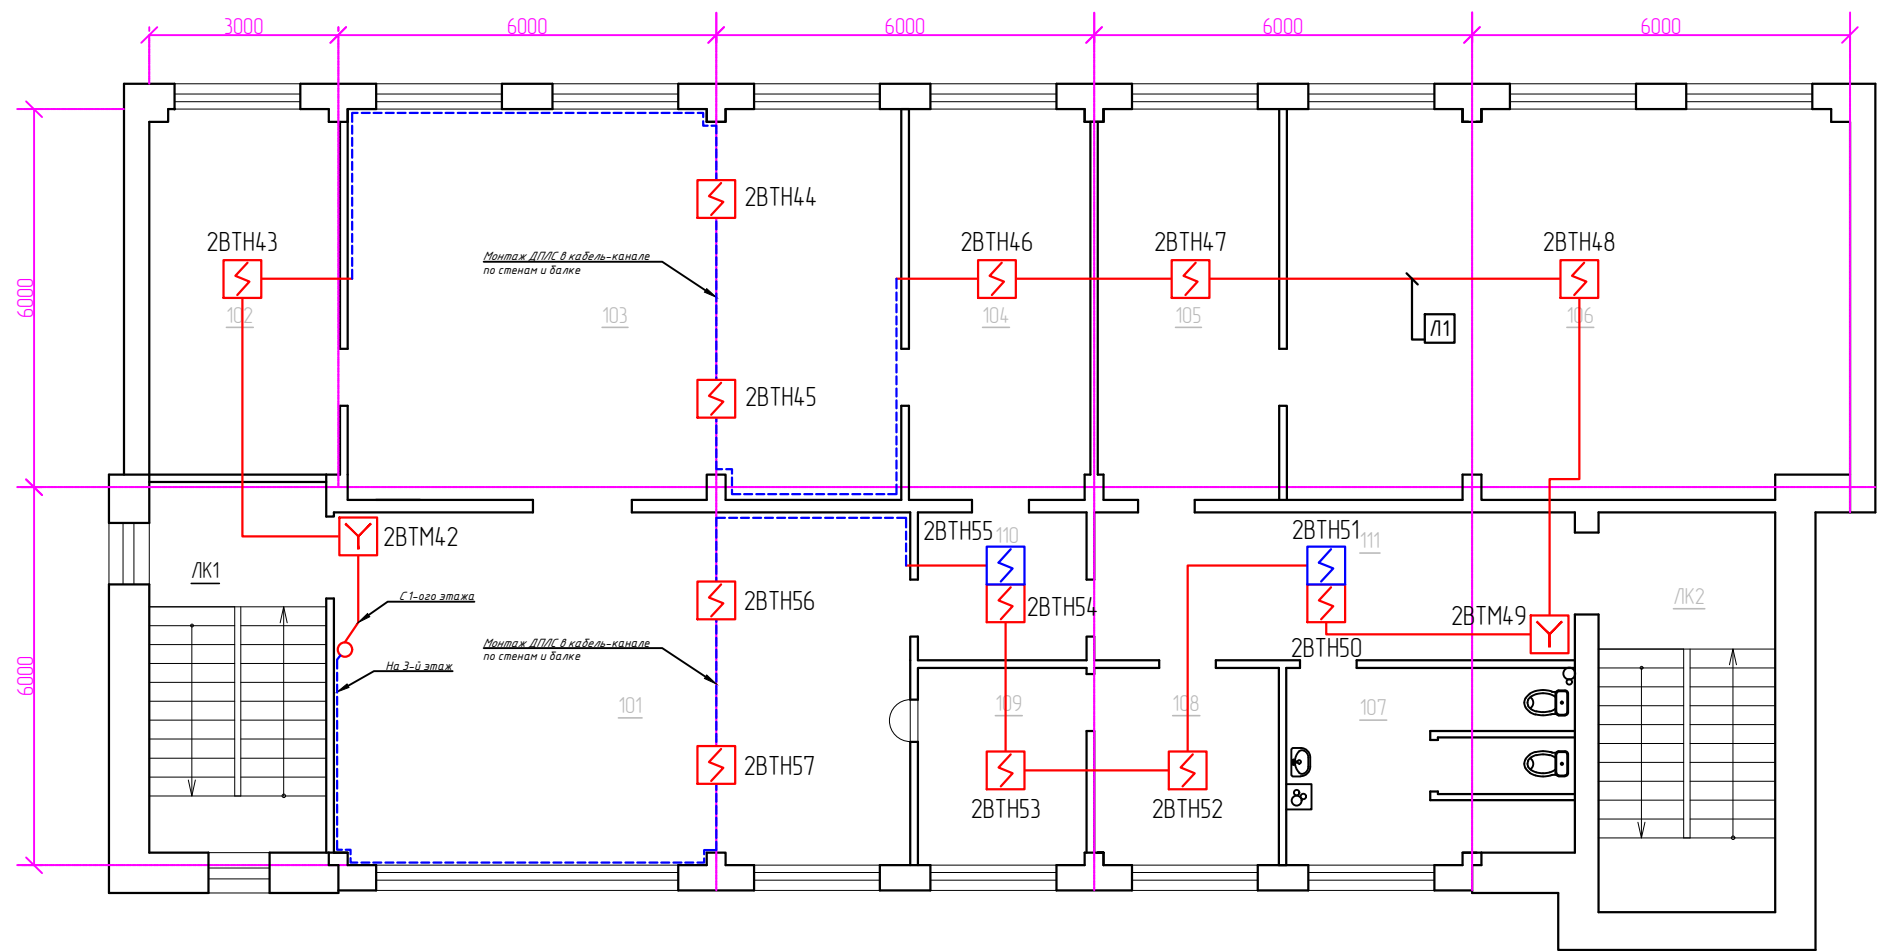 3000
6000
6000
6000
6000
2ВТН44
2ВТН43
2ВТН46
2ВТН47
2ВТН48
Монтаж ДПЛС в кабель-канале
по стенам и балке
6000
102
103
104
105
106
Л1
2ВТН45
2ВТМ42
2ВТН55
110
2ВТН51
111
ЛК1
С 1-ого этажа
2ВТН56
2ВТН54
2ВТМ49
ЛК2
Монтаж ДПЛС в кабель-канале
по стенам и балке
2ВТН50
На 3-й этаж
6000
101
109
108
107
2ВТН57
2ВТН53
2ВТН52